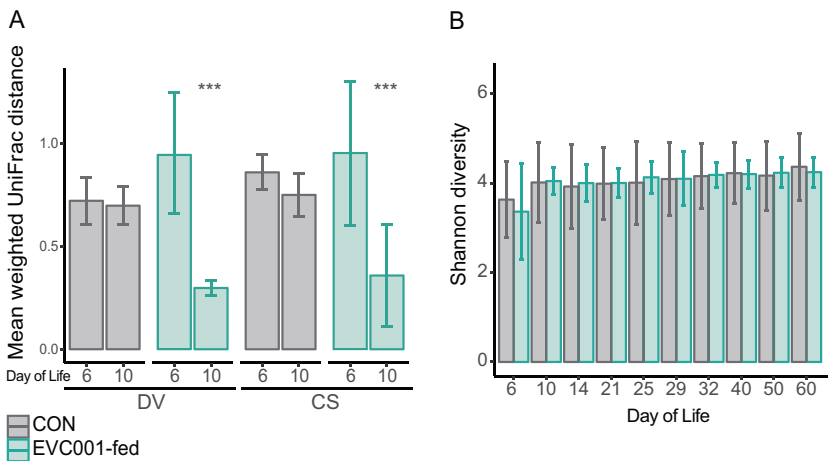 A
Mean weighted UniFrac distance
1.0
0.5
0.0
*** ***
Day of Life 6 10 6 10 6 10 6 10
DV CS
CON
EVC001-fed
B
Shannon diversity
6
4
2
0
6 10 14 21 25 29 32 40 50 60
Day of Life